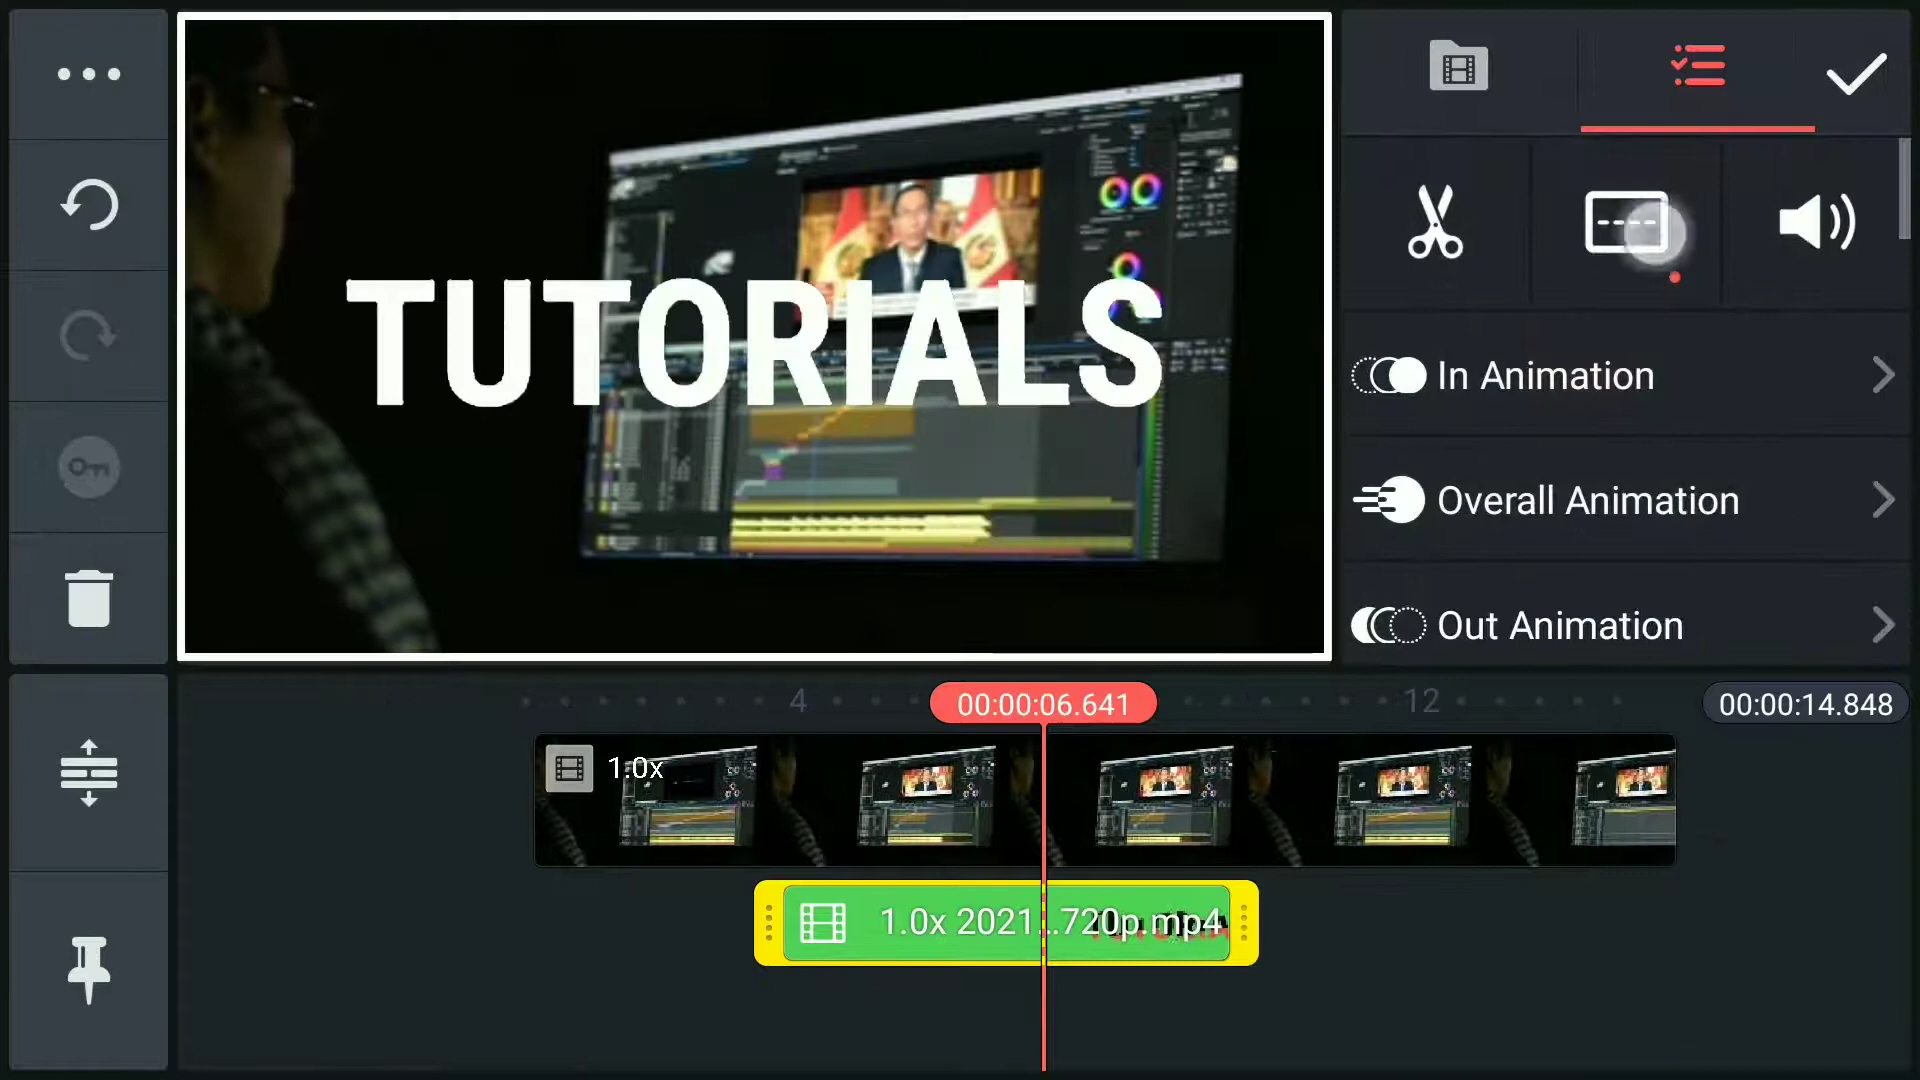 TUTORIALS
In Animation
Overall Animation
Out Animation
4
00:00:06.641
12
00:00:14.848
1.0x
1.0x 2021...720p.mp4